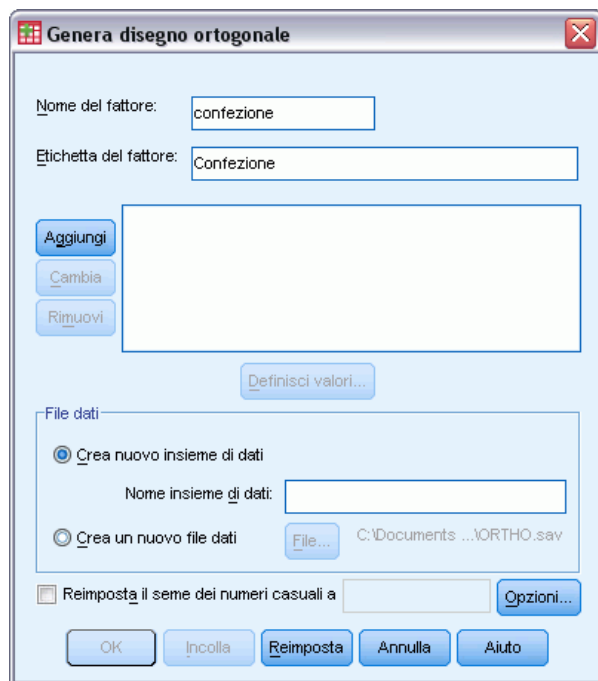 Genera disegno ortogonale
Nome del fattore: confezione
Etichetta del fattore: Confezione
Aggiungi
Cambia
Rimuovi
Definisci valori...
File dati
Crea nuovo insieme di dati
Nome insieme di dati:
Crea un nuovo file dati File... C:\Documents ...\ORTHO.sav
Reimposta il seme dei numeri casuali a Opzioni...
OK Incolla Reimposta Annulla Aiuto